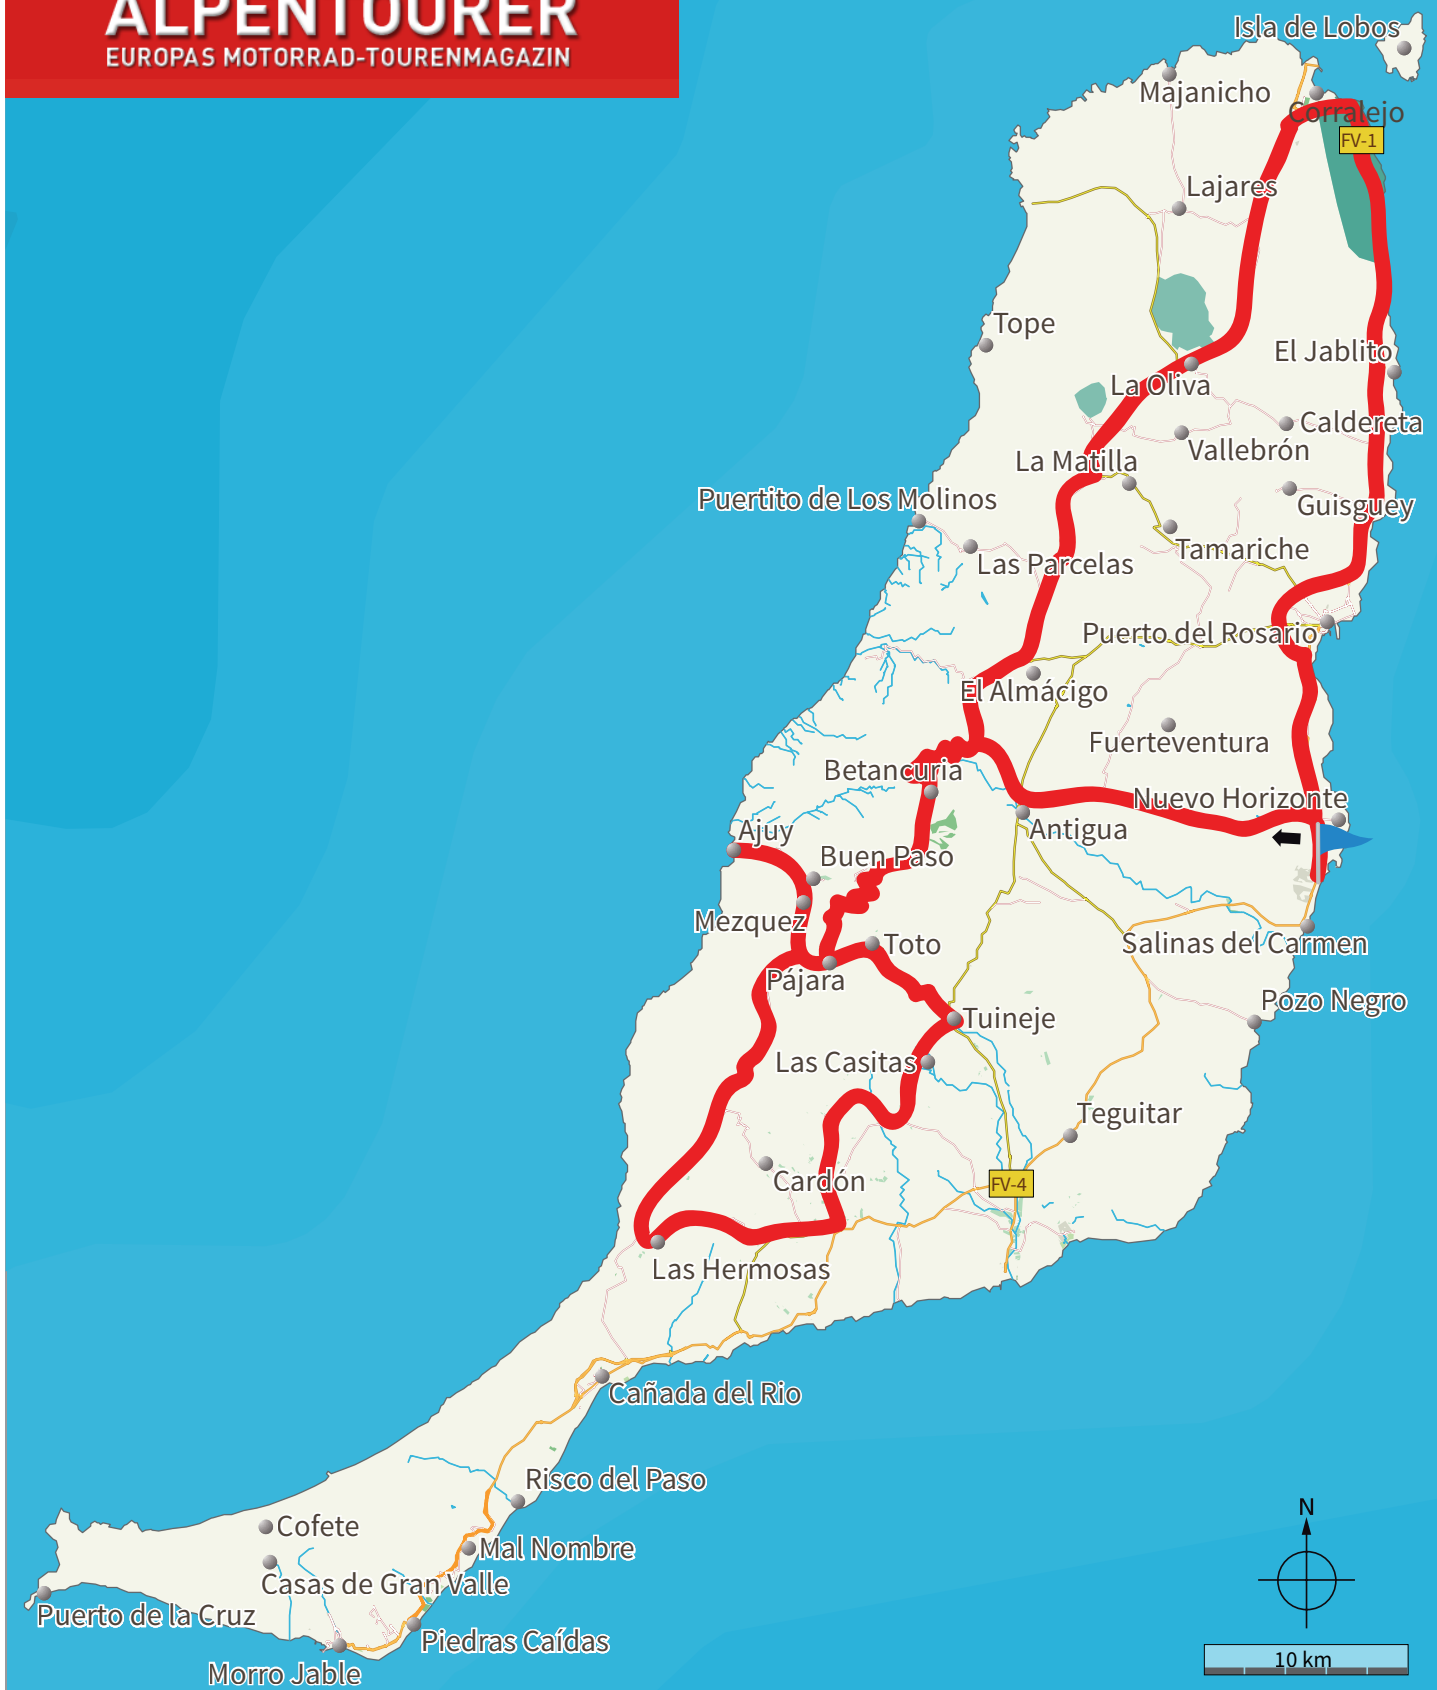 ALPENTOURER
EUROPAS MOTORRAD-TOURENMAGAZIN
Isla de Lobos
Majanicho
Corralejo
FV-1
Lajares
Tope
El Jablito
La Oliva
Caldereta
Vallebrón
La Matilla
Puertito de Los Molinos
Guisguey
Tamariche
Las Parcelas
Puerto del Rosario
El Almácigo
Fuerteventura
Betancuria
Nuevo Horizonte
Ajuy
Antigua
Buen Paso
Mezquez
Toto
Salinas del Carmen
Pájara
Pozo Negro
Tuineje
Las Casitas
Teguitar
Cardón
FV-4
Las Hermosas
Cañada del Rio
Risco del Paso
N
Cofete
Mal Nombre
Casas de Gran Valle
Puerto de la Cruz
Piedras Caídas
10 km
Morro Jable